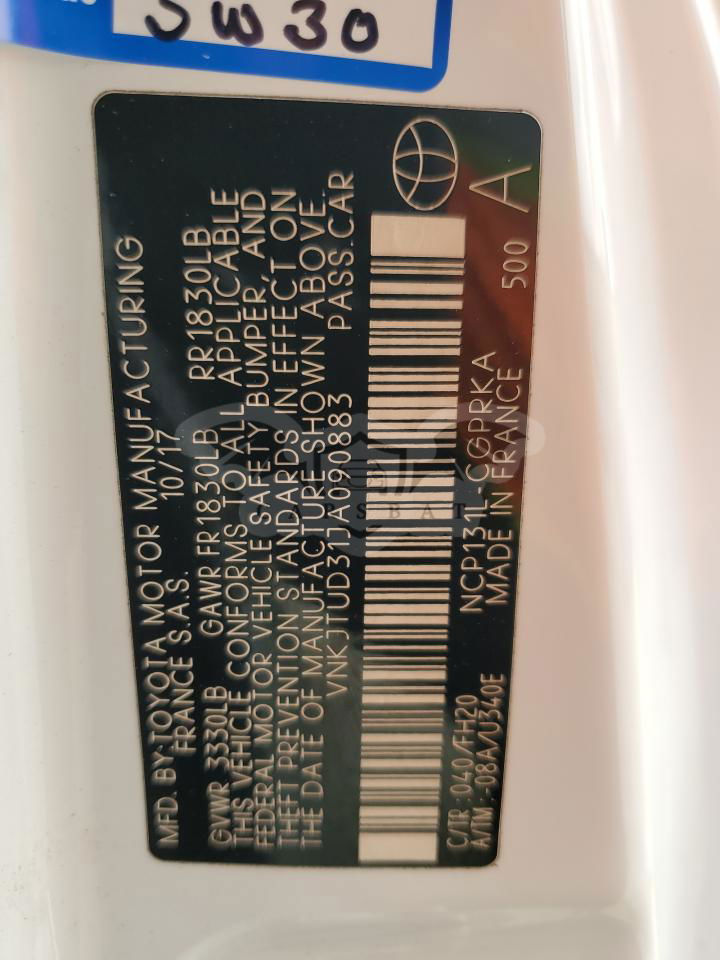 SW30
MFD. BY:TOYOTA MOTOR MANUFACTURING
FRANCE S.A.S. 10/17
GVWR 3330LB GAWR FR1830LB RR1830LB
THIS VEHICLE CONFORMS TO ALL APPLICABLE
FEDERAL MOTOR VEHICLE SAFETY BUMPER, AND
THEFT PREVENTION STANDARDS IN EFFECT ON
THE DATE OF MANUFACTURE SHOWN ABOVE.
VNKJTUD31JA090883 PASS.CAR
C/TR :040/FH20 NCP131L-CGPRKA
A/TM :-08A/U340E MADE IN FRANCE 500 A
CARSBAT